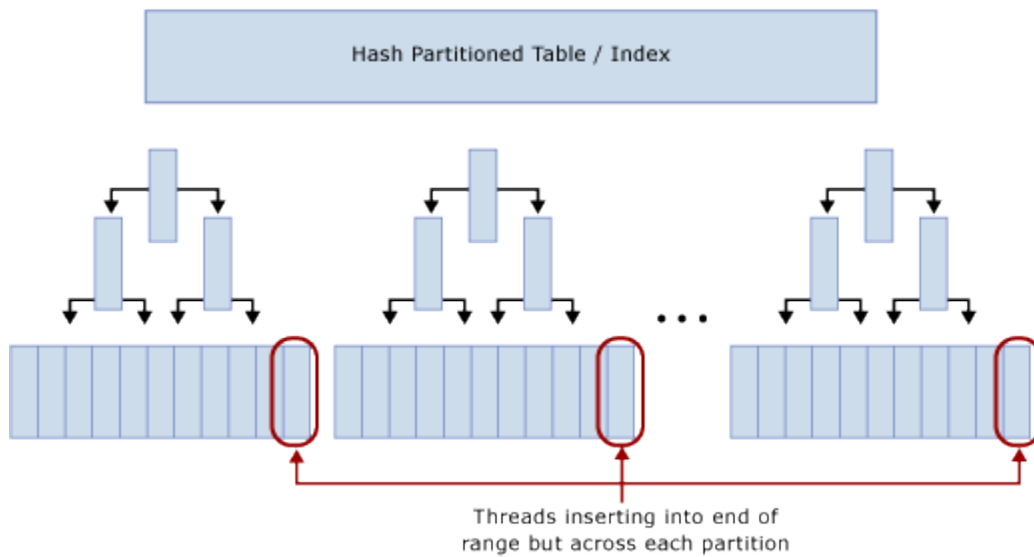 Hash Partitioned Table / Index
Threads inserting into end of
range but across each partition